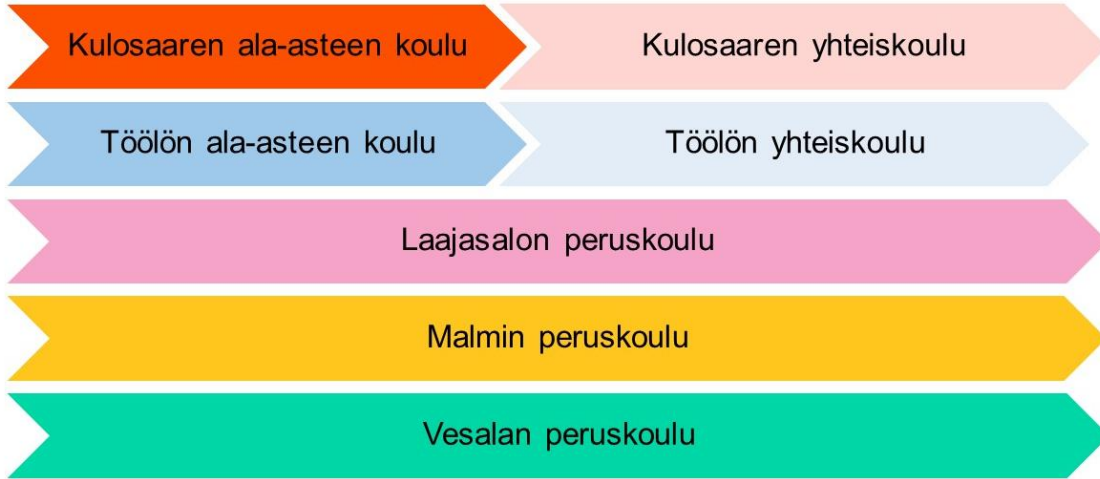 Kulosaaren ala-asteen koulu
Kulosaaren yhteiskoulu
Töölön ala-asteen koulu
Töölön yhteiskoulu
Laajasalon peruskoulu
Malmin peruskoulu
Vesalan peruskoulu